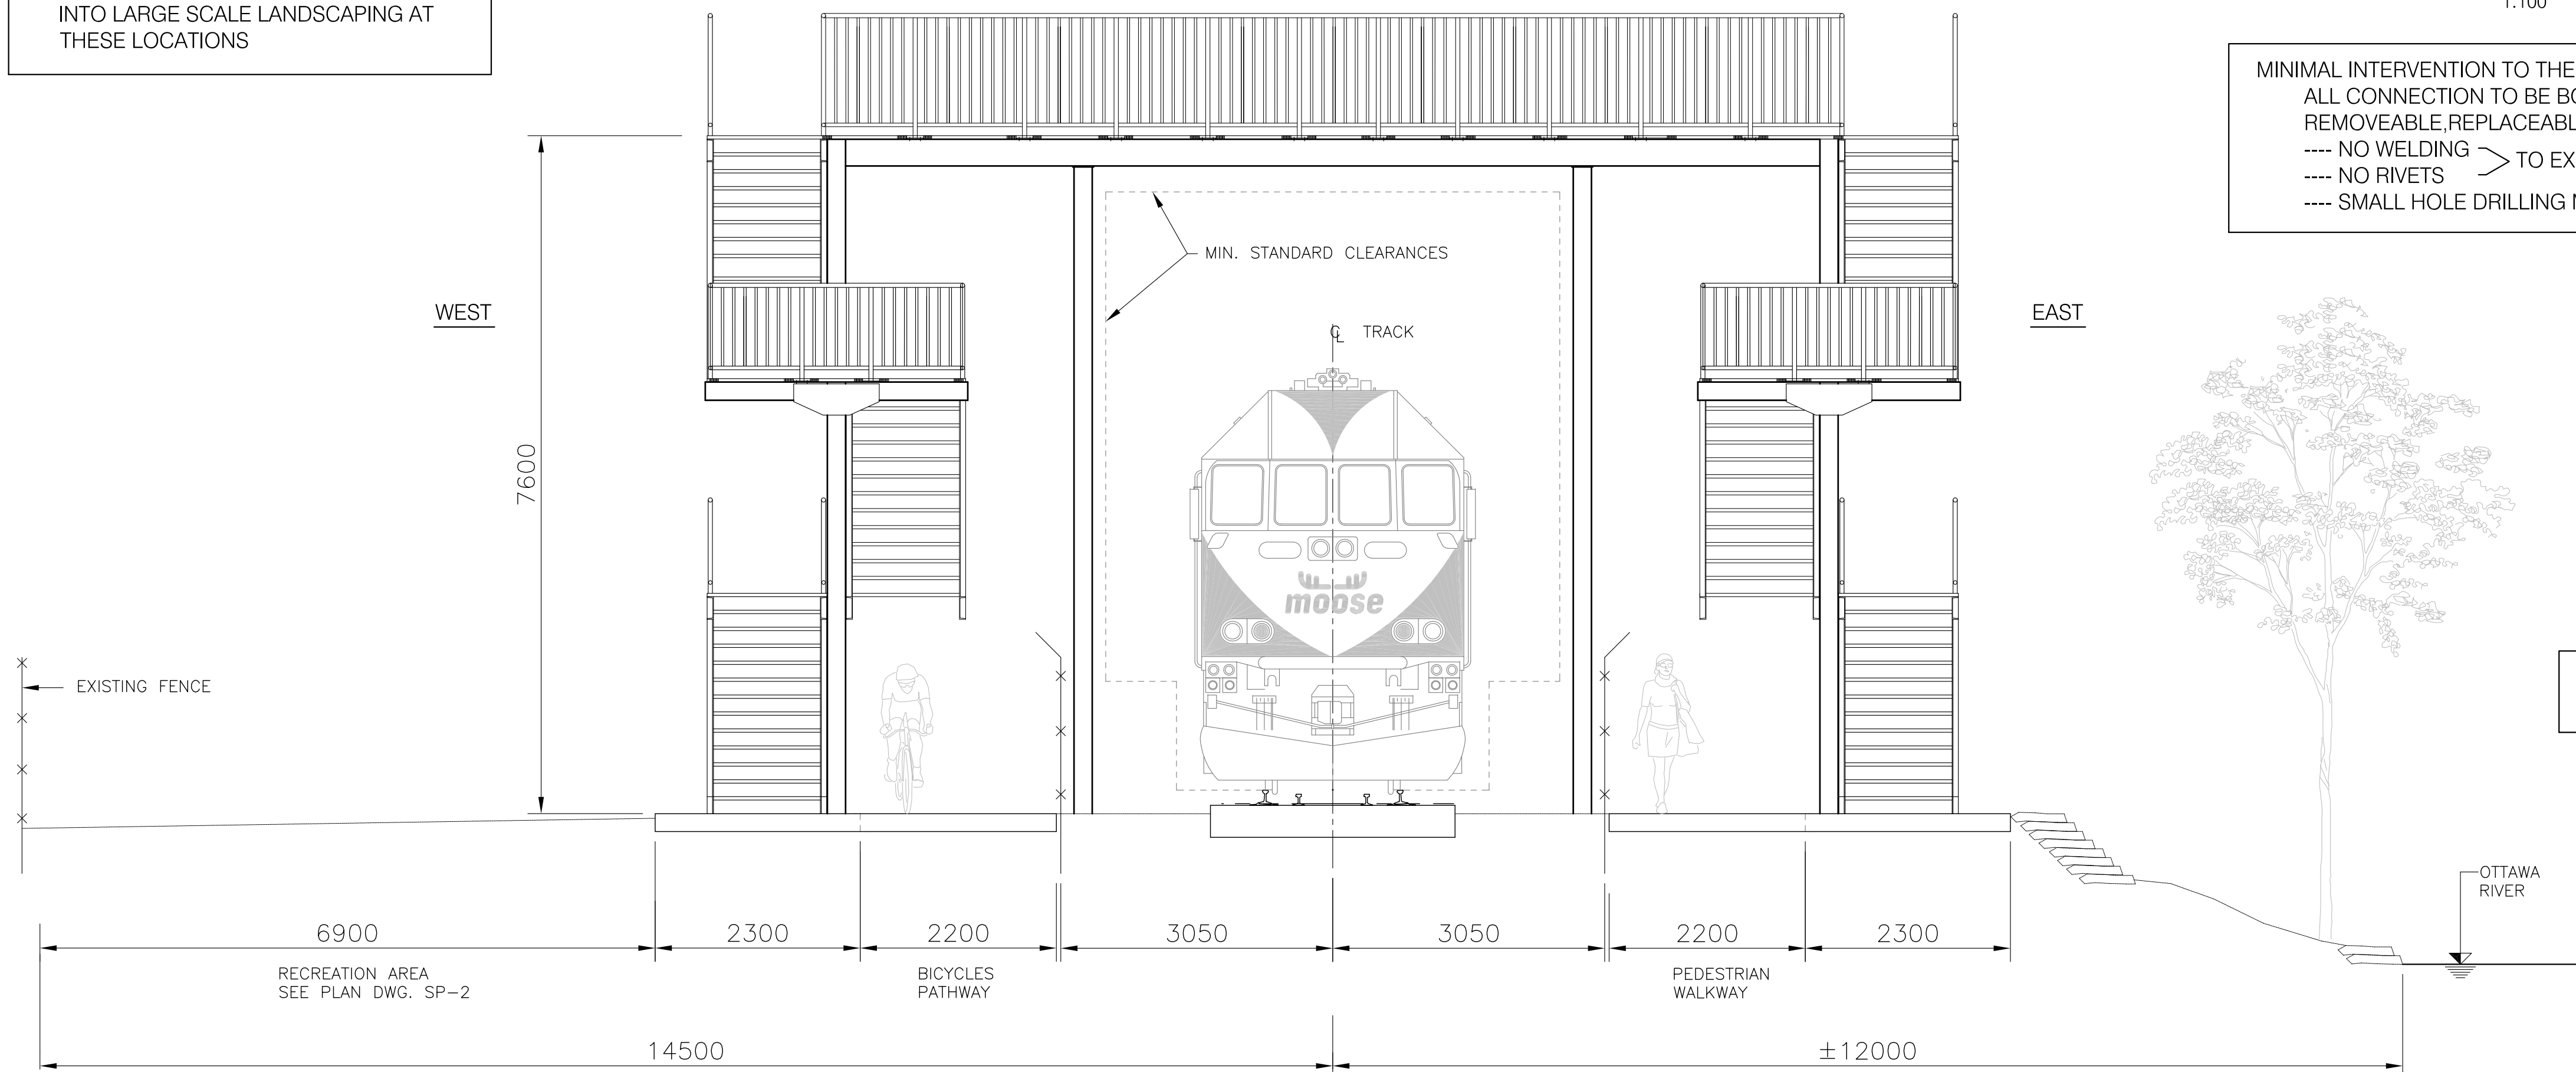 INTO LARGE SCALE LANDSCAPING AT
THESE LOCATIONS
1:100
MINIMAL INTERVENTION TO THE
ALL CONNECTION TO BE
REMOVEABLE,REPLACEABL
---- NO WELDING
---- NO RIVETS
TO EX
---- SMALL HOLE DRILLING
MIN. STANDARD CLEARANCES
WEST
EAST
℄ TRACK
7600
moose
EXISTING FENCE
OTTAWA
RIVER
6900
2300
2200
3050
3050
2200
2300
RECREATION AREA
SEE PLAN DWG. SP-2
BICYCLES
PATHWAY
PEDESTRIAN
WALKWAY
14500
±12000